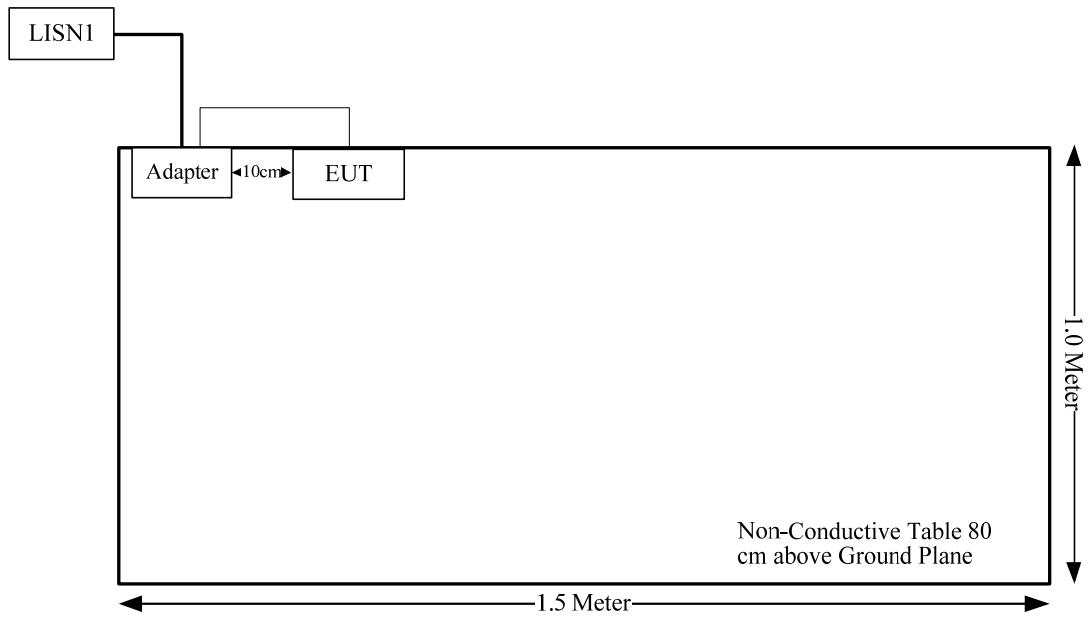 LISN1
Adapter
10cm
EUT
1.0 Meter
Non-Conductive Table 80
cm above Ground Plane
1.5 Meter